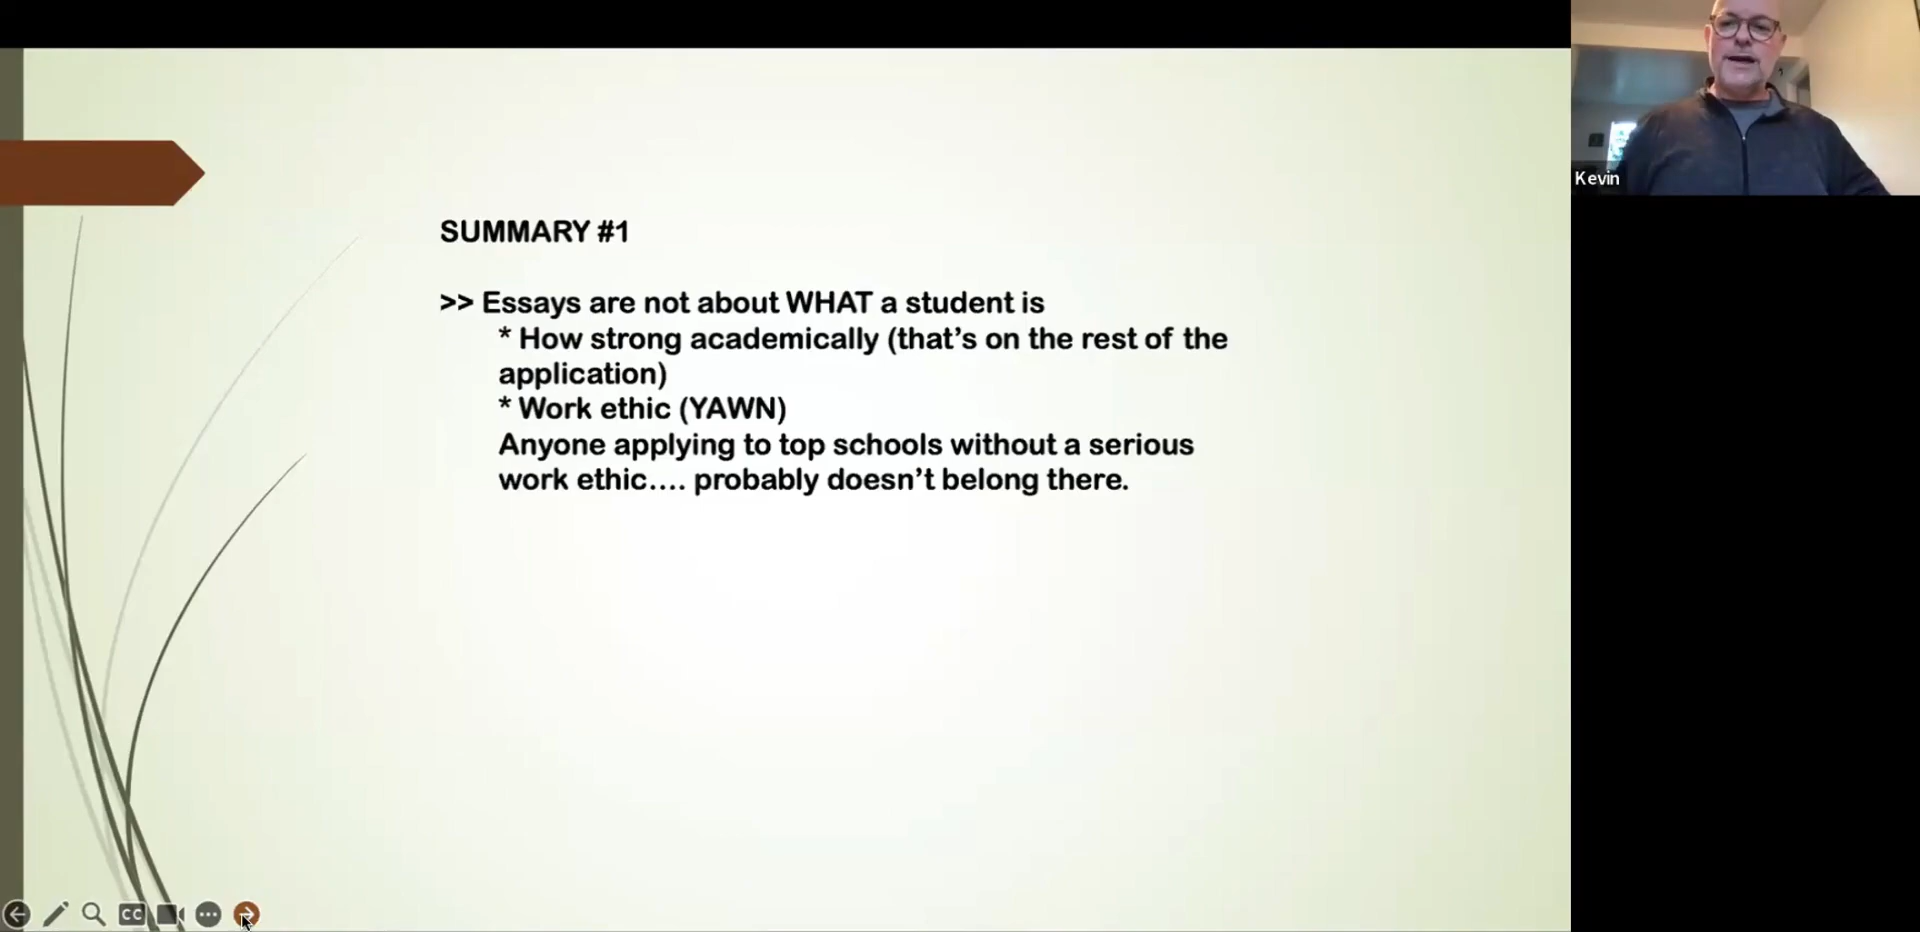 SUMMARY #1
>> Essays are not about WHAT a student is
* How strong academically (that’s on the rest of the
application)
* Work ethic (YAWN)
Anyone applying to top schools without a serious
work ethic…. probably doesn’t belong there.
Kevin
CC